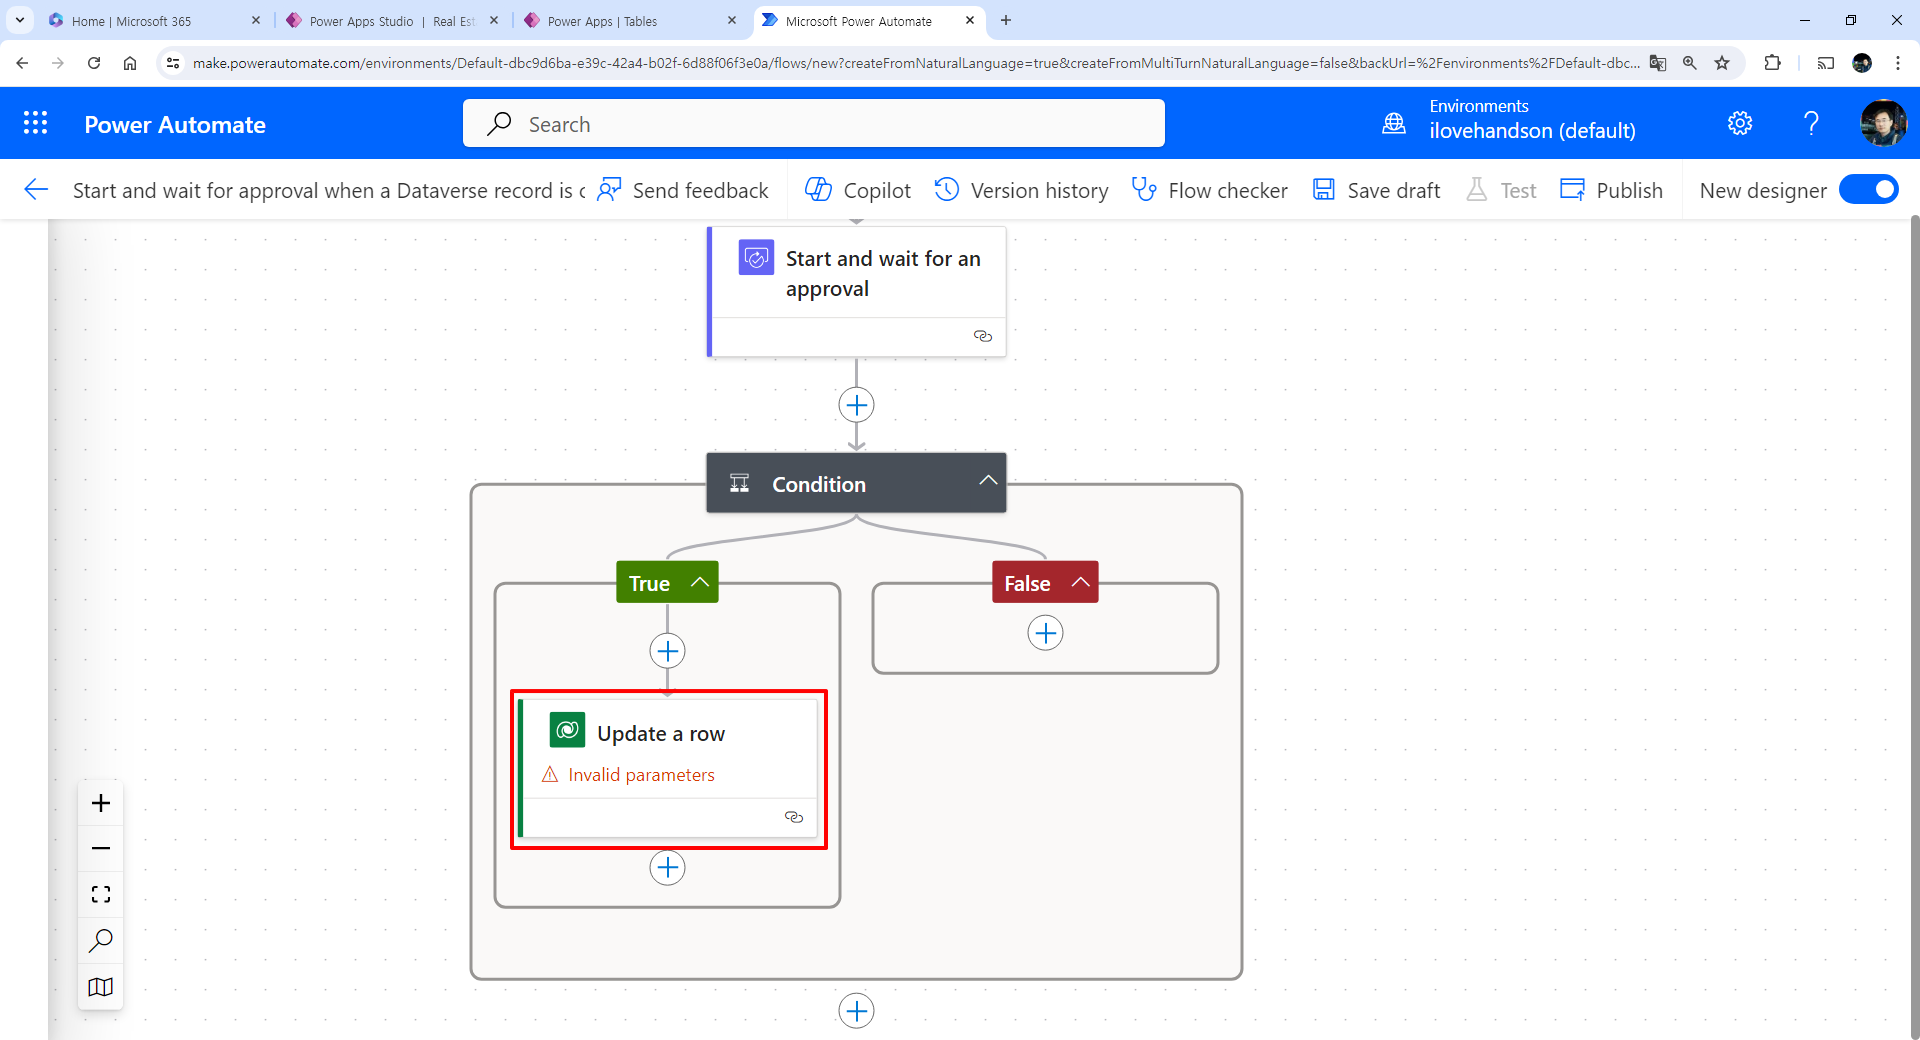 Home | Microsoft 365
Power Apps Studio | Real Est
Power Apps | Tables
Microsoft Power Automate
make.powerautomate.com/environments/Default-dbc9d6ba-e39c-42a4-b02f-6d88f06f3e0a/flows/new?createFromNaturalLanguage=true&createFromMultiTurnNaturalLanguage=false&backUrl=%2Fenvironments%2FDefault-dbc...
Power Automate
Search
Environments
ilovehandson (default)
Start and wait for approval when a Dataverse record is c
Send feedback
Copilot
Version history
Flow checker
Save draft
Test
Publish
New designer
Start and wait for an
approval
Condition
True
False
Update a row
Invalid parameters